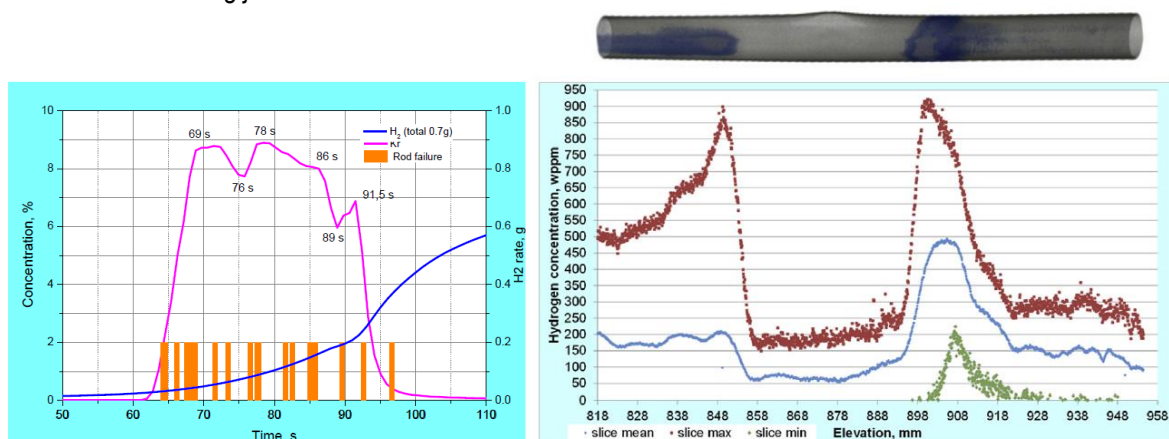 10
8
6
4
2
0
Concentration, %
50
60
70
80
90
100
110
Time, s
1.0
0.8
0.6
0.4
0.2
0.0
H2 rate, g
69 s
76 s
78 s
86 s
89 s
91,5 s
H2 (total 0.7g)
Kr
Rod failure
950
900
850
800
750
700
650
600
550
500
450
400
350
300
250
200
150
100
50
0
Hydrogen concentration, wppm
818 828 838 848 858 868 878 888 898 908 918 928 938 948 958
Elevation, mm
slice mean
slice max
slice min